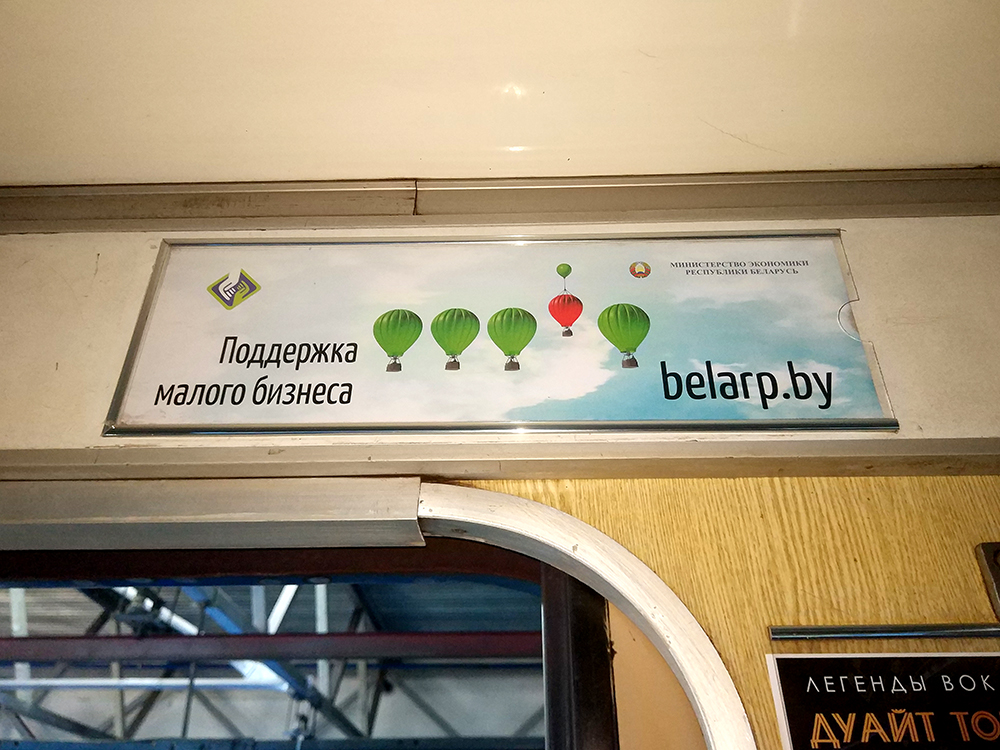 МИНИСТЕРСТВО ЭКОНОМИКИ
РЕСПУБЛИКИ БЕЛАРУСЬ
Поддержка
малого бизнеса
belarp.by
ЛЕГЕНДЫ ВОК
ДУАЙТ ТО